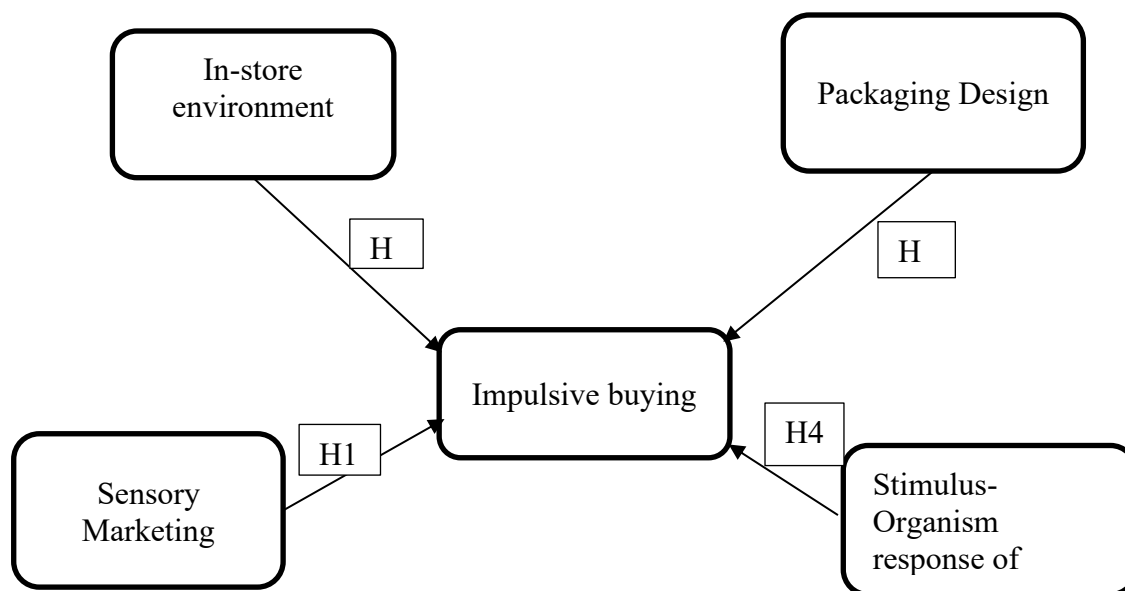 In-store
environment
Packaging Design
H
H
Impulsive buying
H1
H4
Sensory
Marketing
Stimulus-
Organism
response of